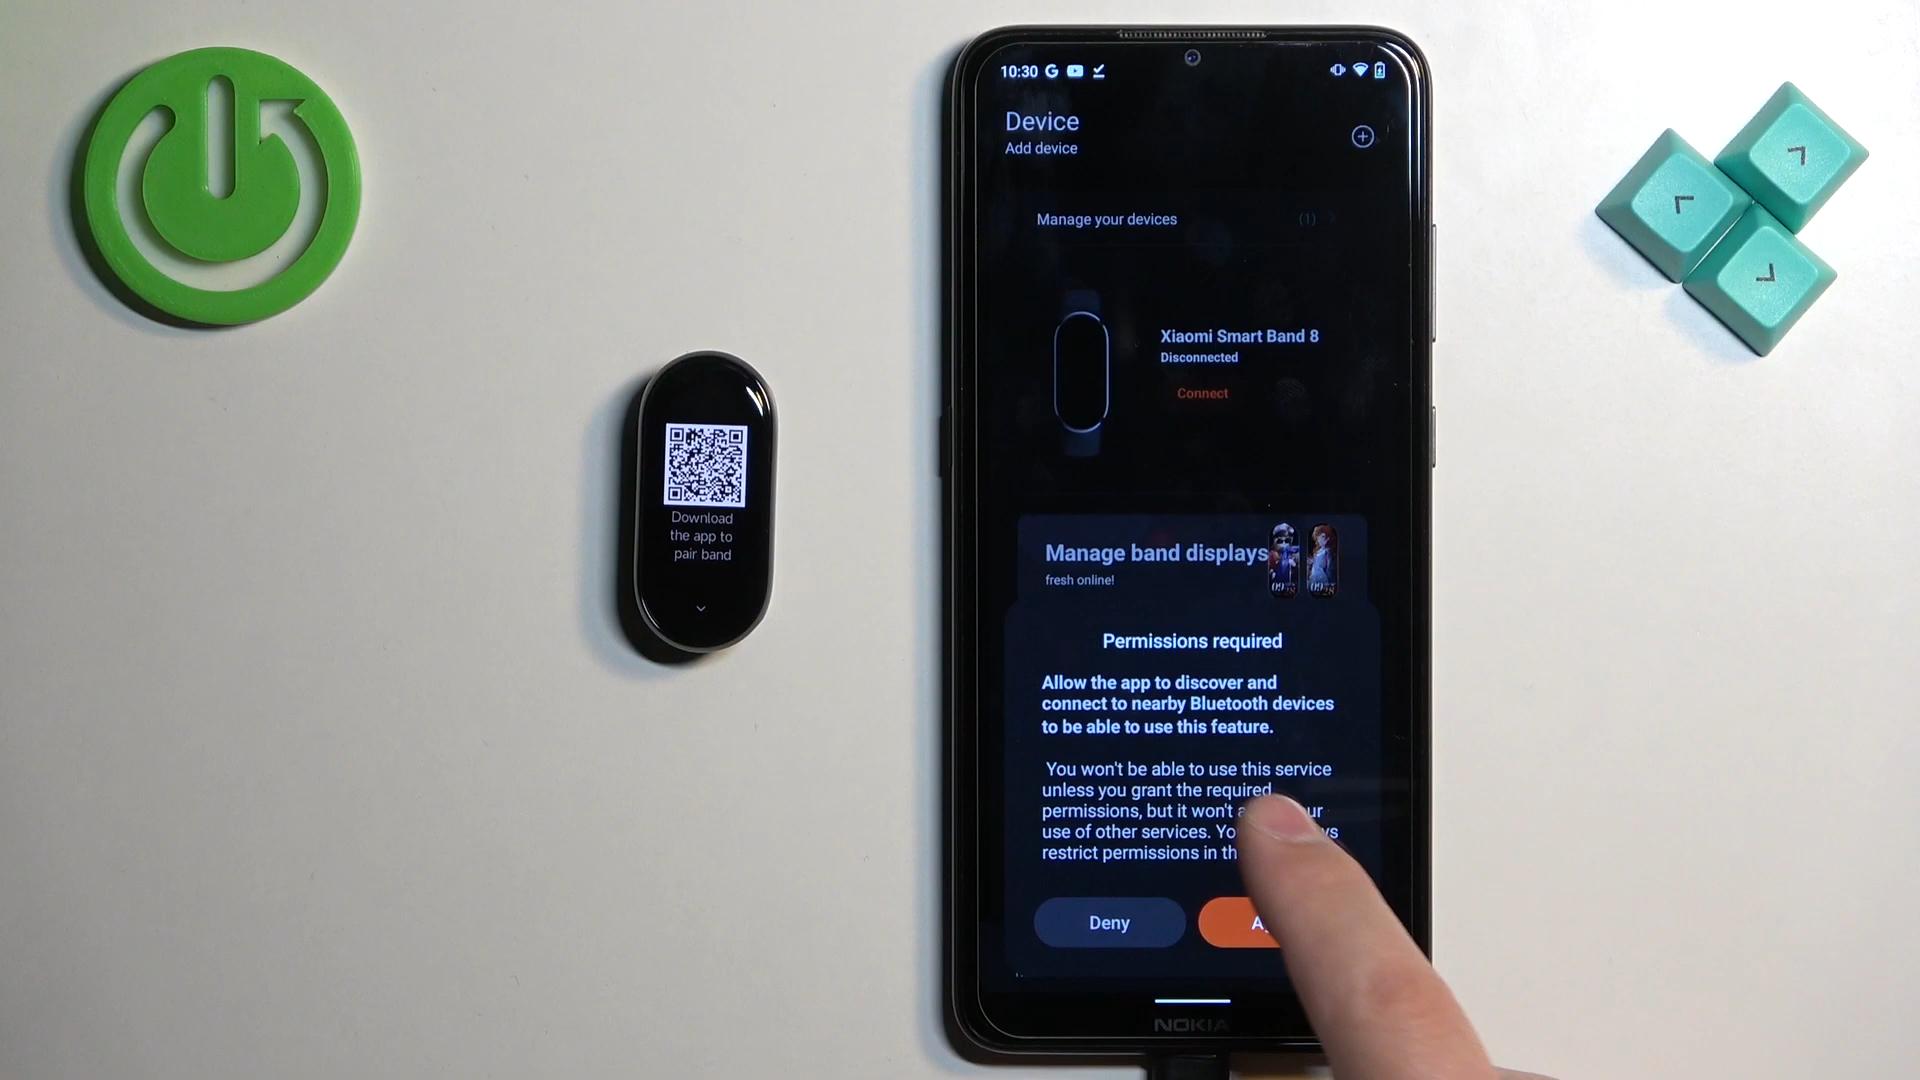 10:30
Device
Add device
Manage your devices (1)
Xiaomi Smart Band 8
Disconnected
Connect
Manage band displays
fresh online!
Permissions required
Allow the app to discover and
connect to nearby Bluetooth devices
to be able to use this feature.
You won't be able to use this service
unless you grant the required
permissions, but it won't
use of other services.
restrict permissions in
Deny
NOKIA
Download
the app to
pair band